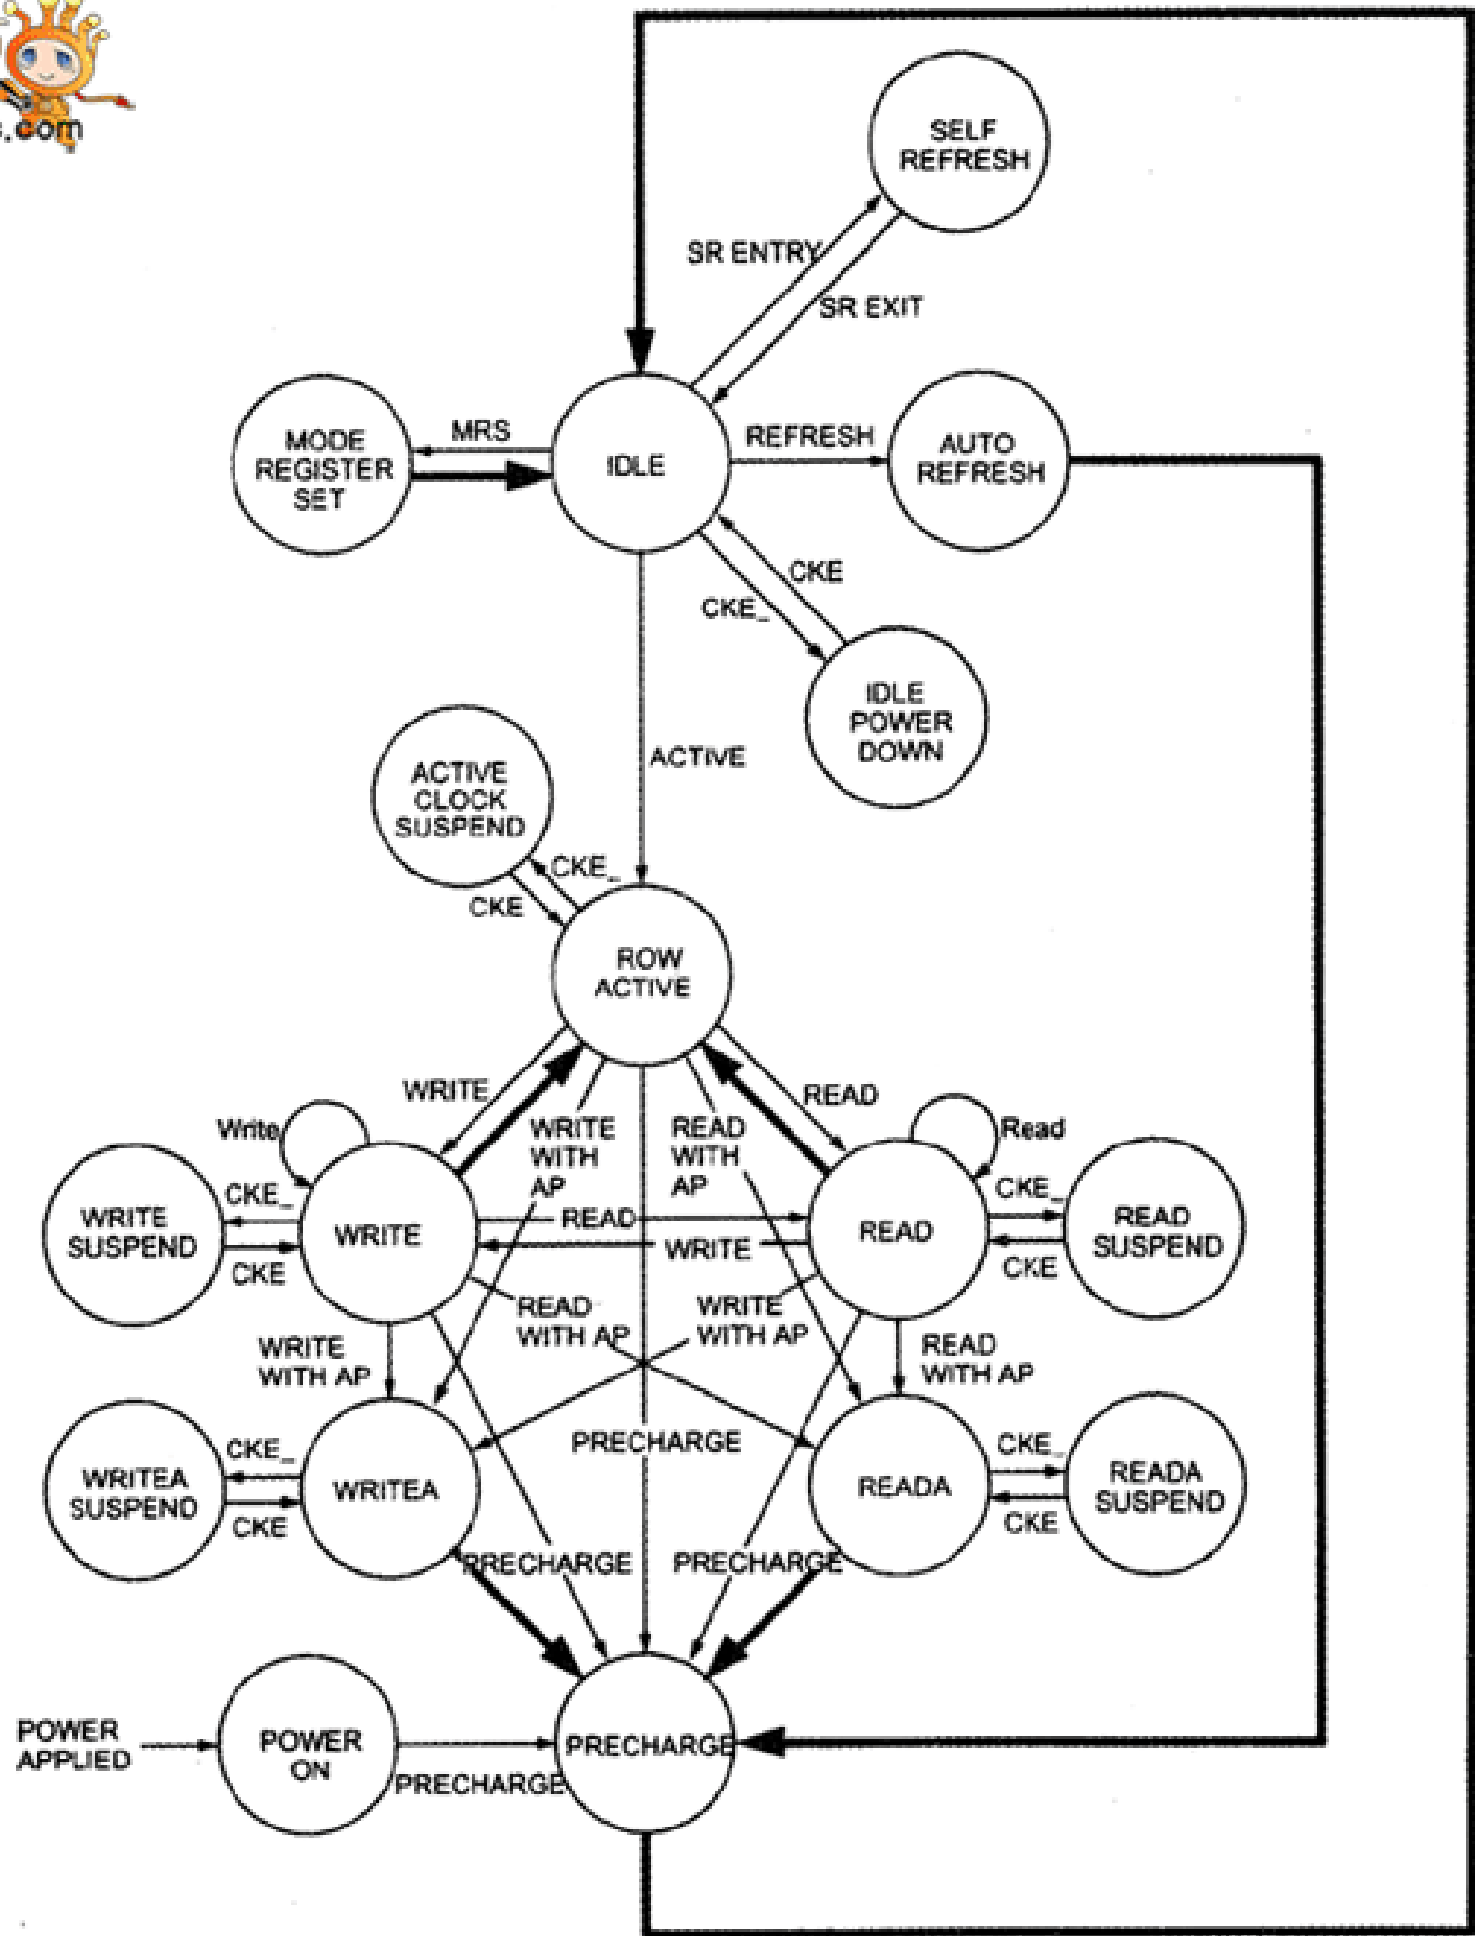 .com
SELF
REFRESH
SR ENTRY
SR EXIT
MODE
REGISTER
SET
MRS
IDLE
REFRESH
AUTO
REFRESH
CKE
CKE_
IDLE
POWER
DOWN
ACTIVE
ACTIVE
CLOCK
SUSPEND
CKE_
CKE
ROW
ACTIVE
WRITE
READ
Write
WRITE
WITH
AP
READ
WITH
AP
Read
WRITE
SUSPEND
CKE_
CKE
WRITE
READ
WRITE
READ
CKE_
CKE
READ
SUSPEND
READ
WITH AP
WRITE
WITH AP
WRITE
WITH AP
READ
WITH AP
WRITEA
SUSPEND
CKE_
CKE
WRITEA
PRECHARGE
READA
CKE_
CKE
READA
SUSPEND
PRECHARGE
PRECHARGE
POWER
APPLIED
POWER
ON
PRECHARGE
PRECHARGE